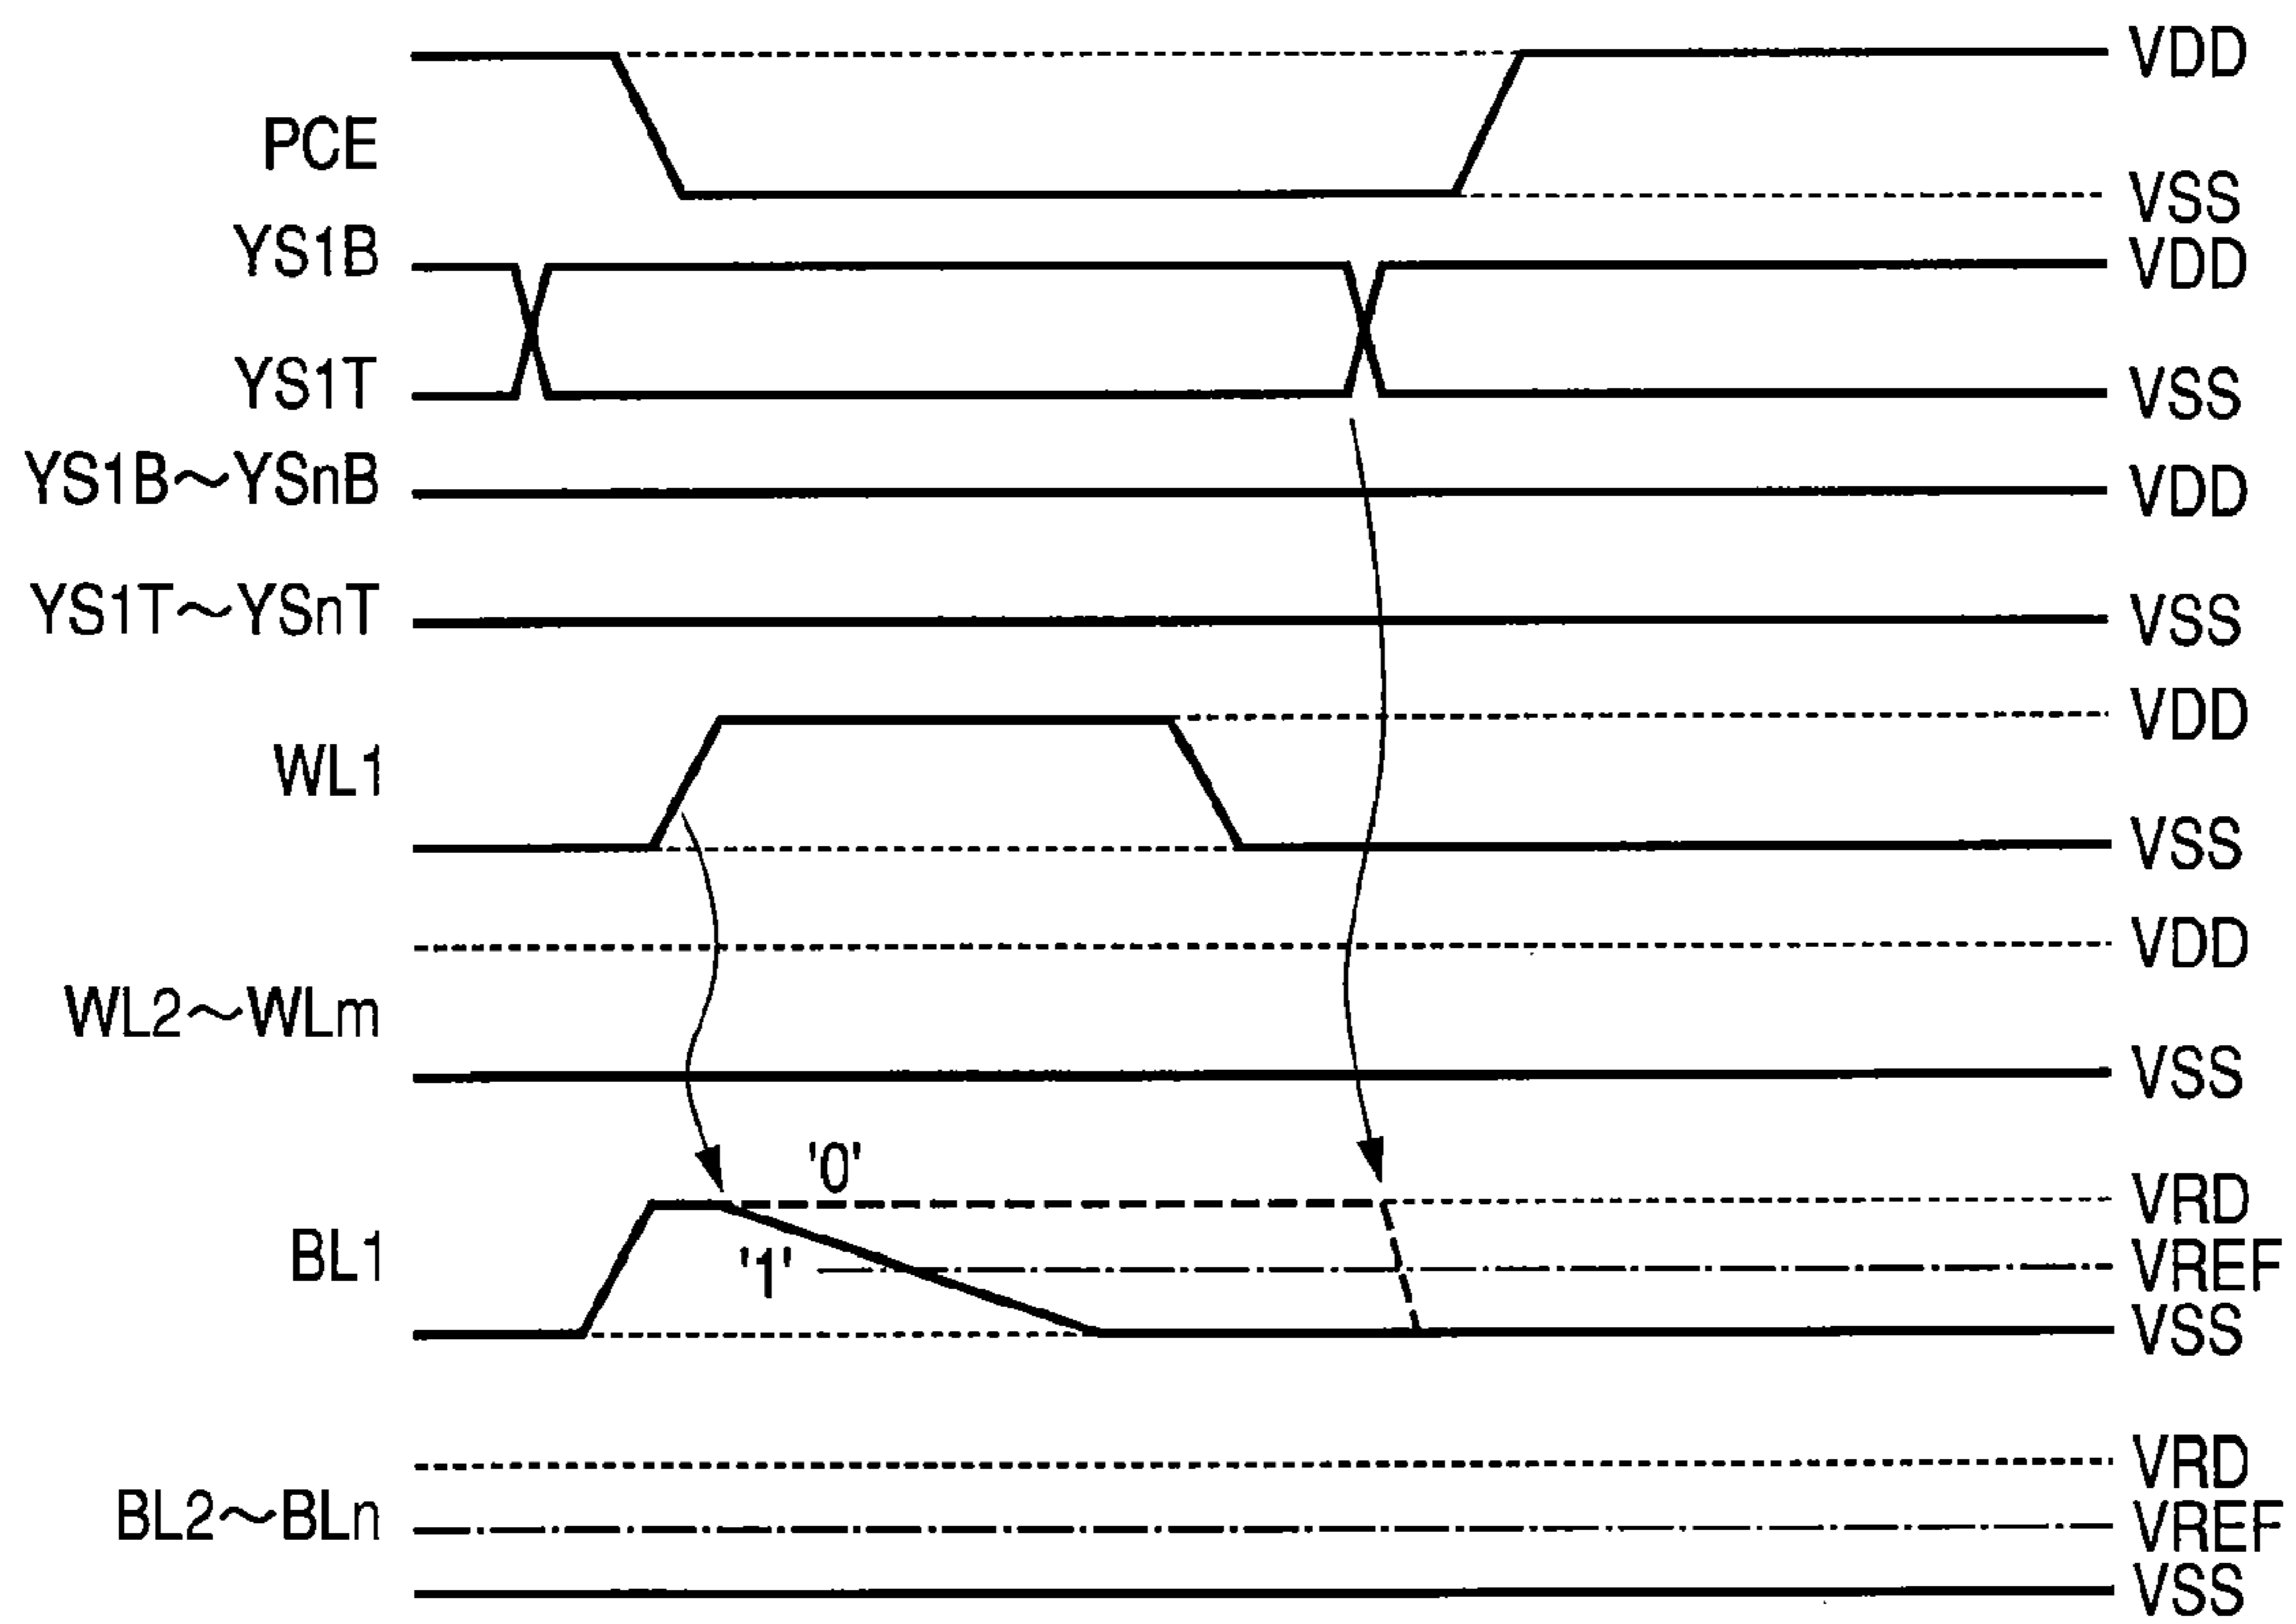 VDD
PCE
VSS
YS1B VDD
YS1T VSS
YS1B～YSnB VDD
YS1T～YSnT VSS
VDD
WL1
VSS
VDD
WL2～WLm
VSS
'0' VRD
BL1 '1' VREF
VSS
VRD
BL2～BLn VREF
VSS